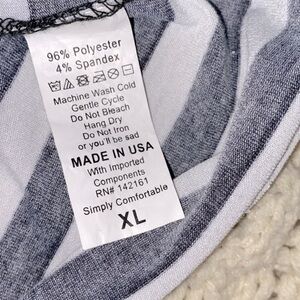 96% Polyester
4% Spandex
Machine Wash Cold
Gentle Cycle
Do Not Bleach
Hang Dry
Do Not Iron
or you'll be sad
MADE IN USA
With Imported
Components
RN# 142161
Simply Comfortable
XL